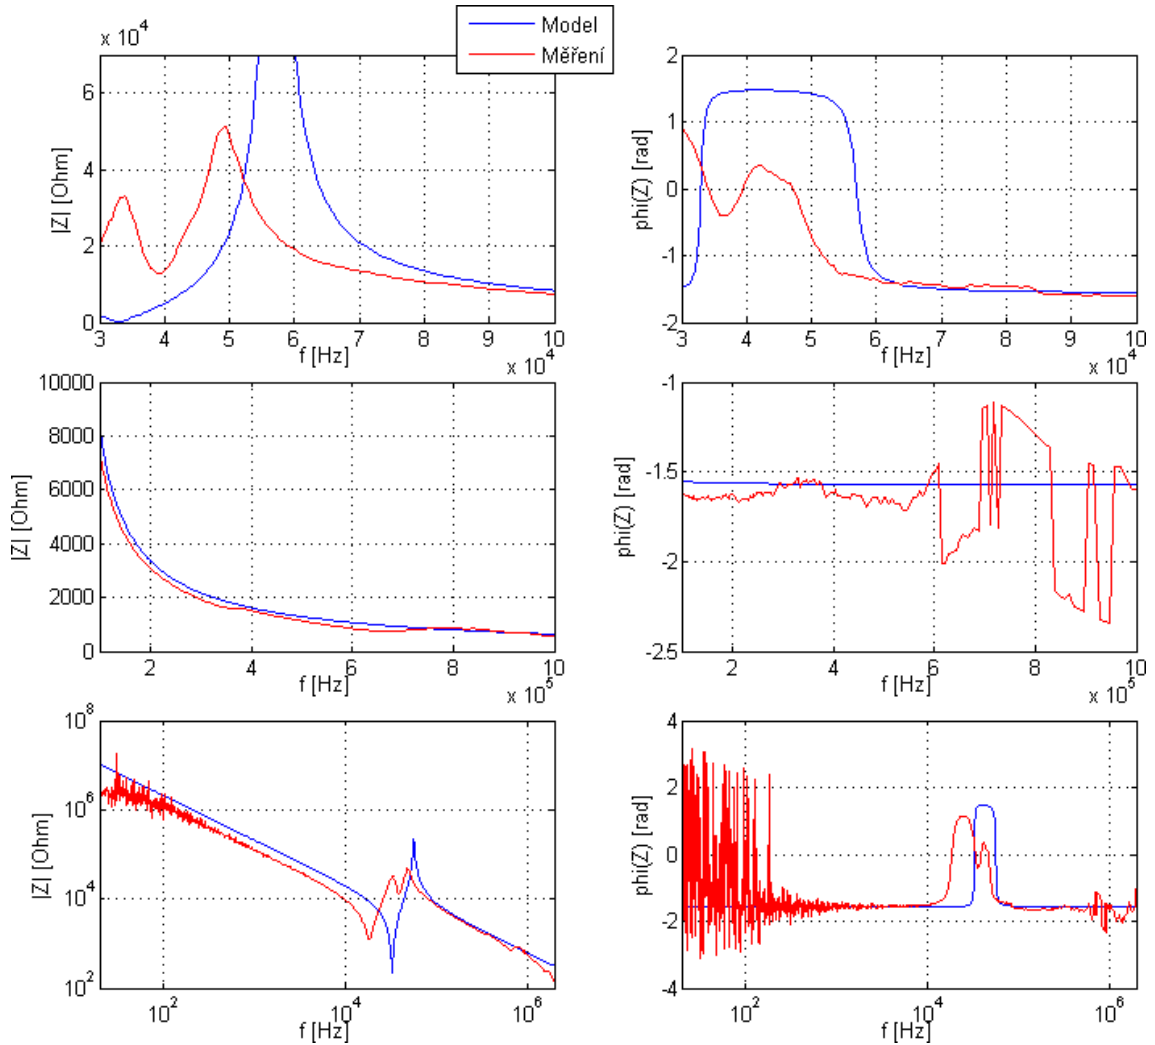 Model
Měření
x 10^4
6
4
2
0
|Z| [Ohm]
3 4 5 6 7 8 9 10
f [Hz]
x 10^4
2
1
0
-1
-2
phi(Z) [rad]
3 4 5 6 7 8 9 10
f [Hz]
x 10^4
10000
8000
6000
4000
2000
0
|Z| [Ohm]
2 4 6 8 10
f [Hz]
x 10^5
-1
-1.5
-2
-2.5
phi(Z) [rad]
2 4 6 8 10
f [Hz]
x 10^5
10^8
10^6
10^4
10^2
|Z| [Ohm]
10^2 10^4 10^6
f [Hz]
4
2
0
-2
-4
phi(Z) [rad]
10^2 10^4 10^6
f [Hz]